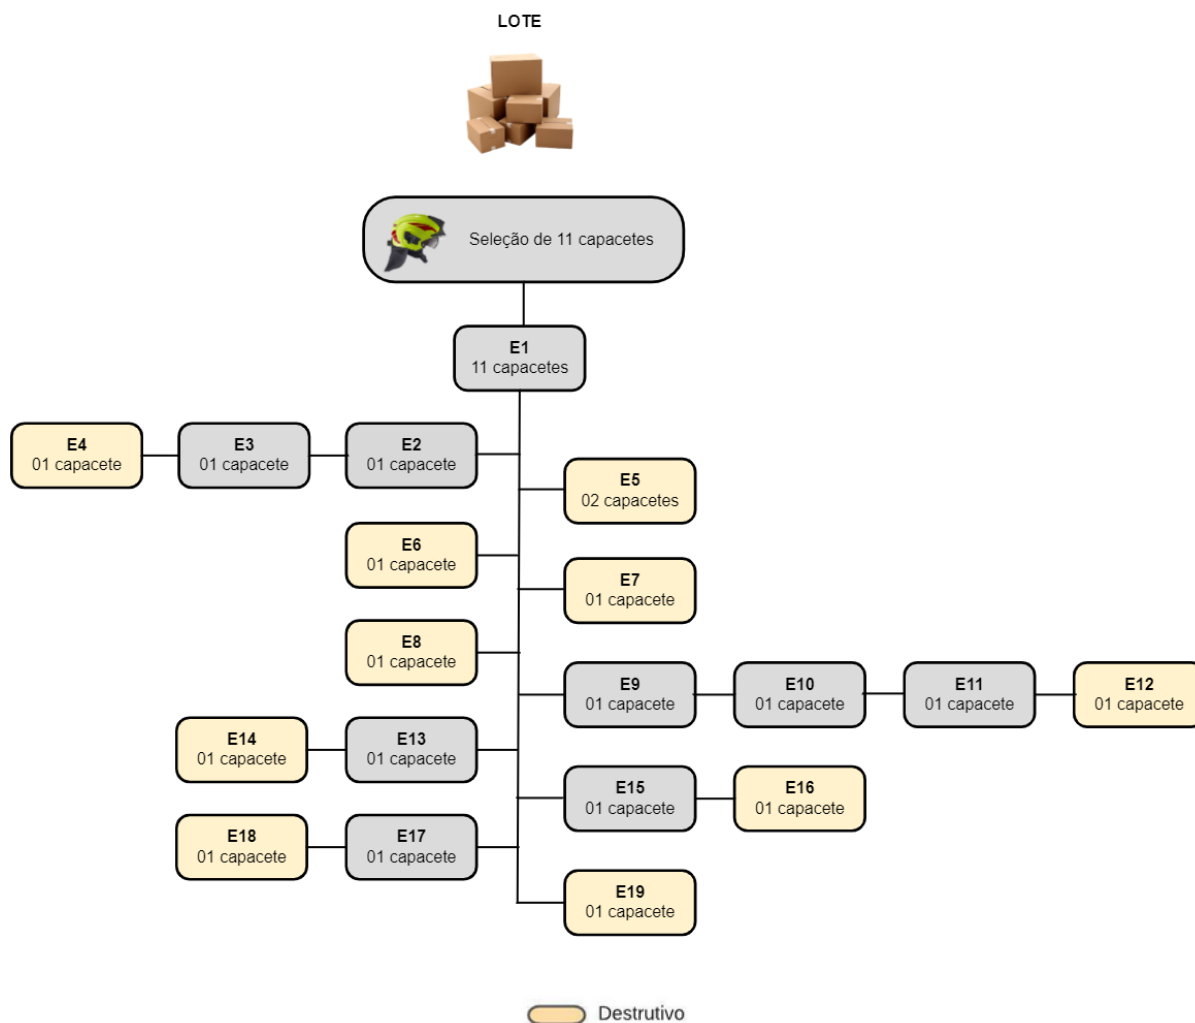 LOTE
Seleção de 11 capacetes
E1
11 capacetes
E4
01 capacete
E3
01 capacete
E2
01 capacete
E5
02 capacetes
E6
01 capacete
E7
01 capacete
E8
01 capacete
E9
01 capacete
E10
01 capacete
E11
01 capacete
E12
01 capacete
E14
01 capacete
E13
01 capacete
E15
01 capacete
E16
01 capacete
E18
01 capacete
E17
01 capacete
E19
01 capacete
Destrutivo